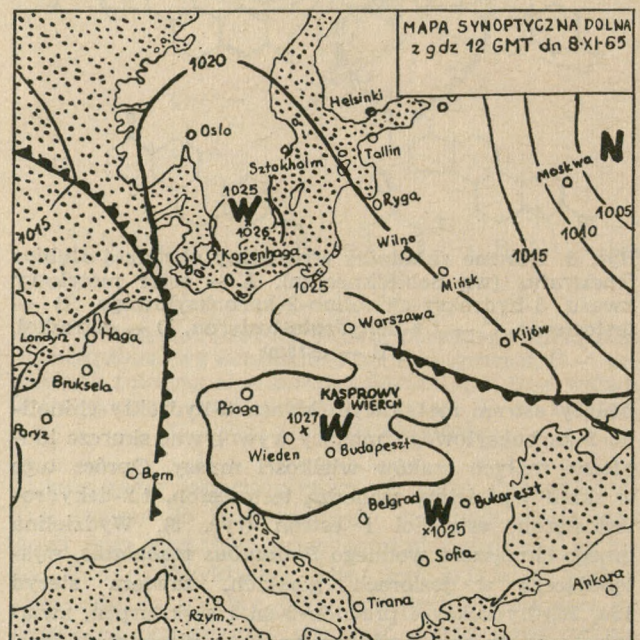 MAPA SYNOPTYCZNA DOLNA
z gdz 12 GMT dn 8·XI·65
1020
Helsinki
Oslo
Tallin
Sztokholm
N
Moskwa
1025
W
1026
Ryga
1005
1010
1015
Kopenhaga
Wilno
1015
Mińsk
1025
Warszawa
Londyn
Haga
Kijów
Bruksela
Praga
KASPROWY
WIERCH
Paryż
1027
W
Wieden
Budapeszt
Bern
Belgrad
W
Bukareszt
1025
Sofia
Ankara
Tirana
Rzym